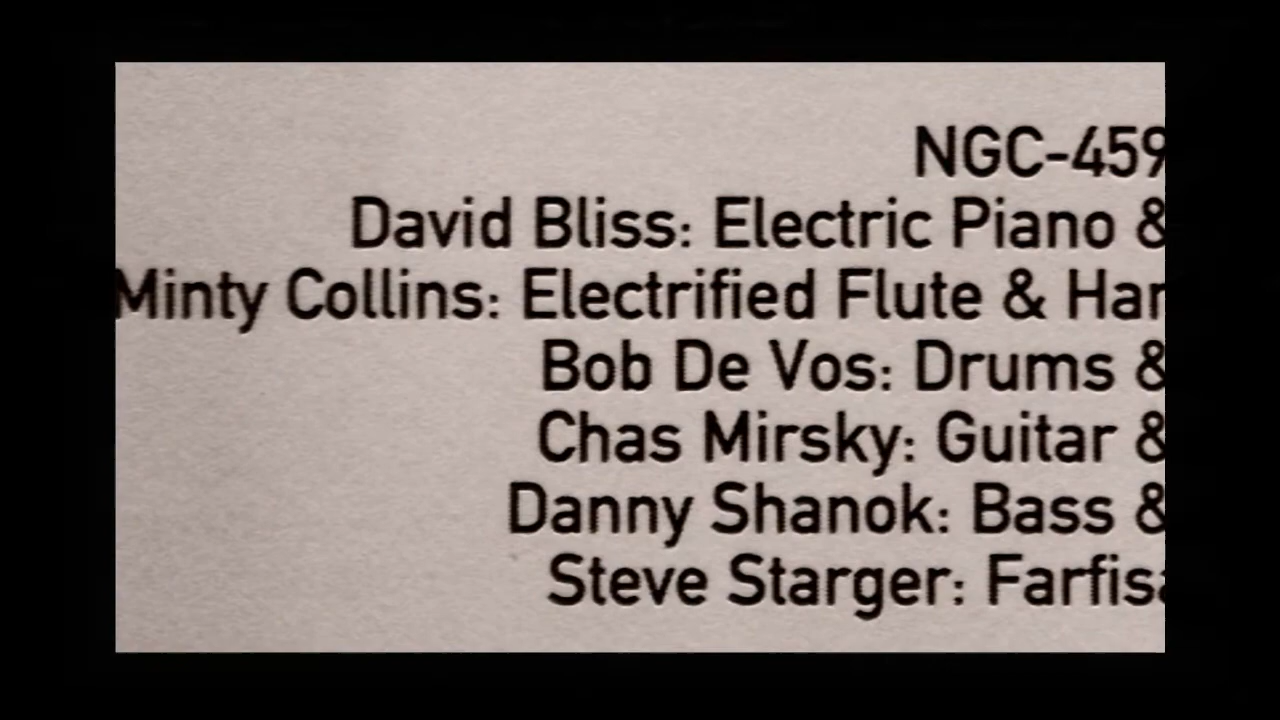 NGC-459
David Bliss: Electric Piano &
Minty Collins: Electrified Flute & Har
Bob De Vos: Drums &
Chas Mirsky: Guitar &
Danny Shanok: Bass &
Steve Starger: Farfisa